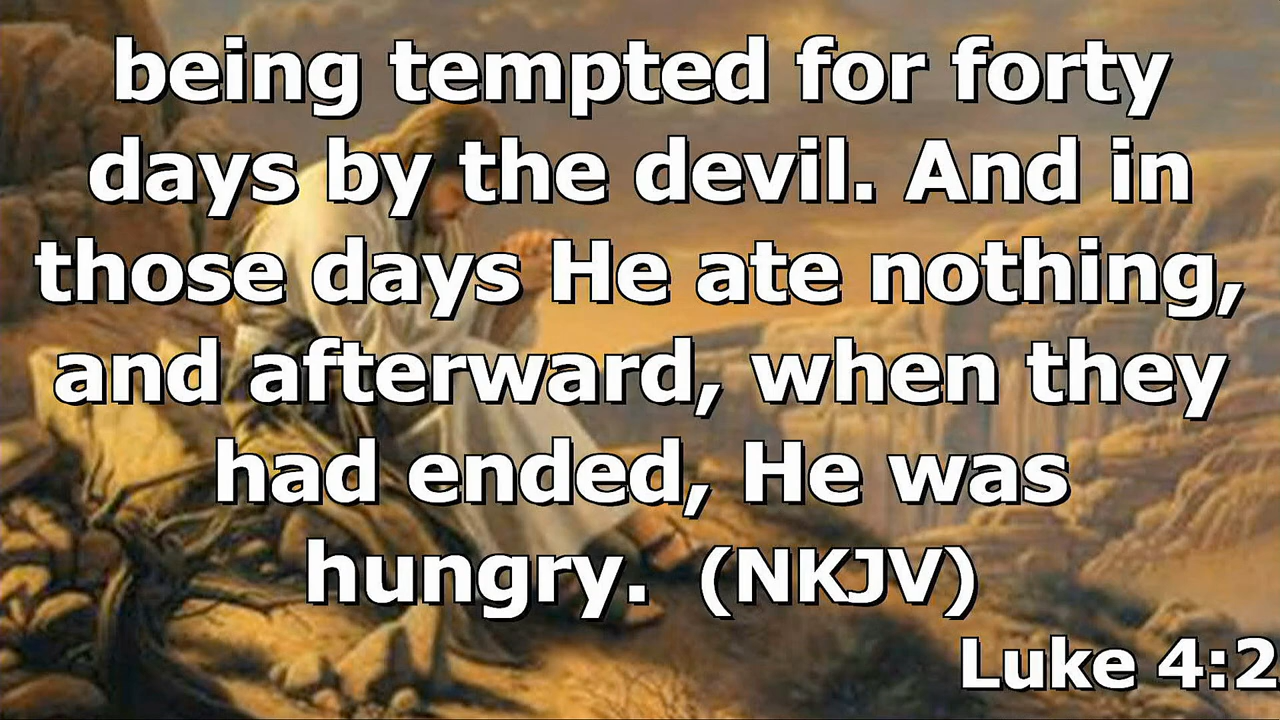 being tempted for forty
days by the devil. And in
those days He ate nothing,
and afterward, when they
had ended, He was
hungry. (NKJV)
Luke 4:2